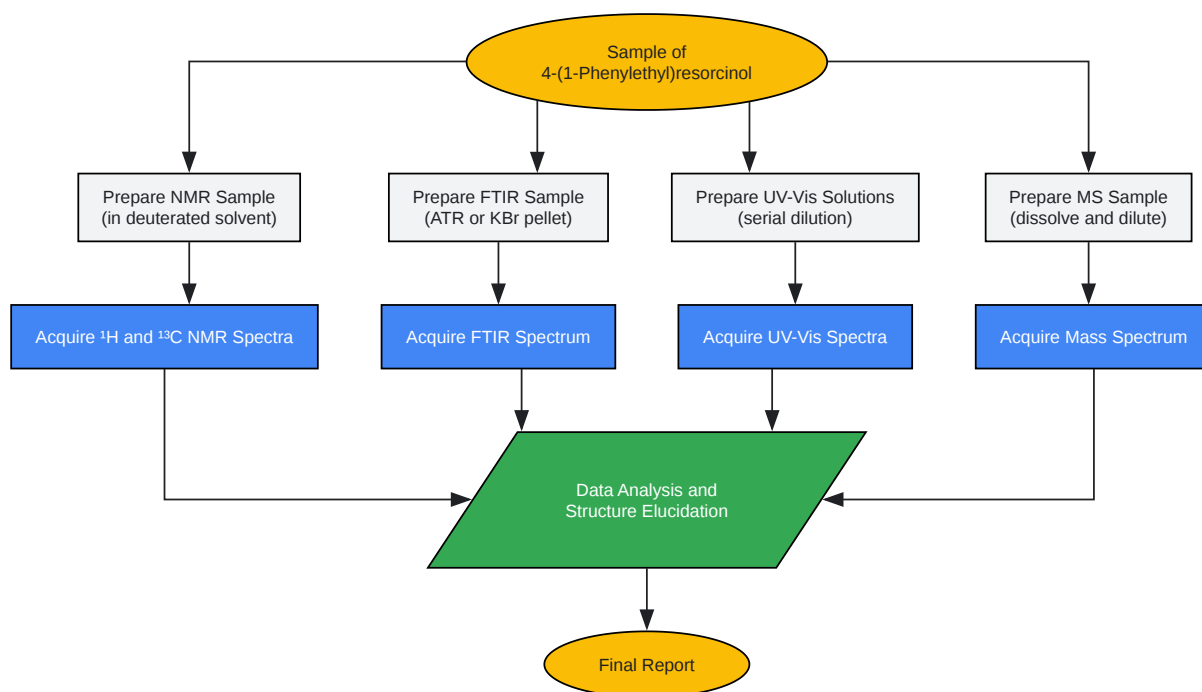 Sample of
4-(1-Phenylethyl)resorcinol
Prepare NMR Sample
(in deuterated solvent)
Prepare FTIR Sample
(ATR or KBr pellet)
Prepare UV-Vis Solutions
(serial dilution)
Prepare MS Sample
(dissolve and dilute)
Acquire ¹H and ¹³C NMR Spectra
Acquire FTIR Spectrum
Acquire UV-Vis Spectra
Acquire Mass Spectrum
Data Analysis and
Structure Elucidation
Final Report